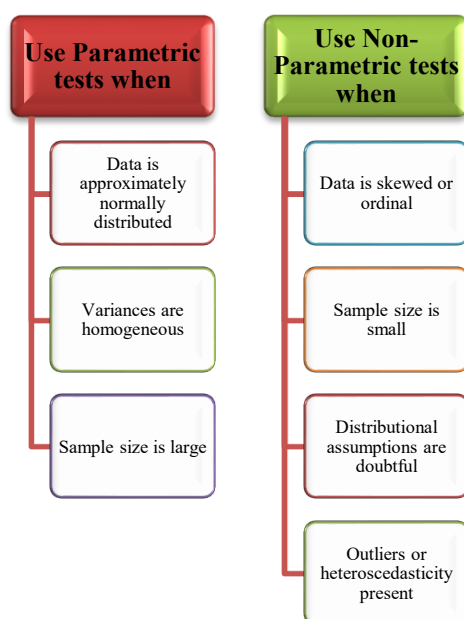 Use Parametric
tests when
Data is
approximately
normally
distributed
Variances are
homogeneous
Sample size is large
Use Non-
Parametric tests
when
Data is skewed or
ordinal
Sample size is
small
Distributional
assumptions are
doubtful
Outliers or
heteroscedasticity
present